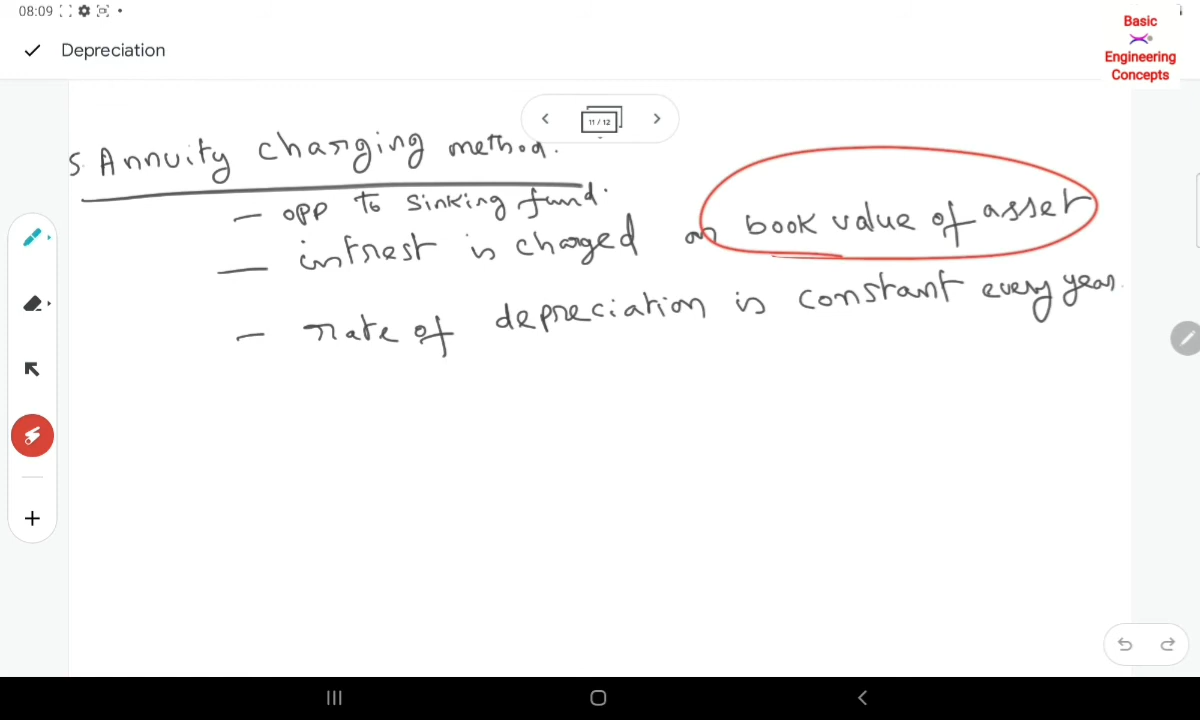 08:09
Basic
Engineering
Concepts
Depreciation
11 / 12
5. Annuity charging method.
— opp to sinking fund.
— intrest is charged on book value of asset
— rate of depreciation is constant every year.